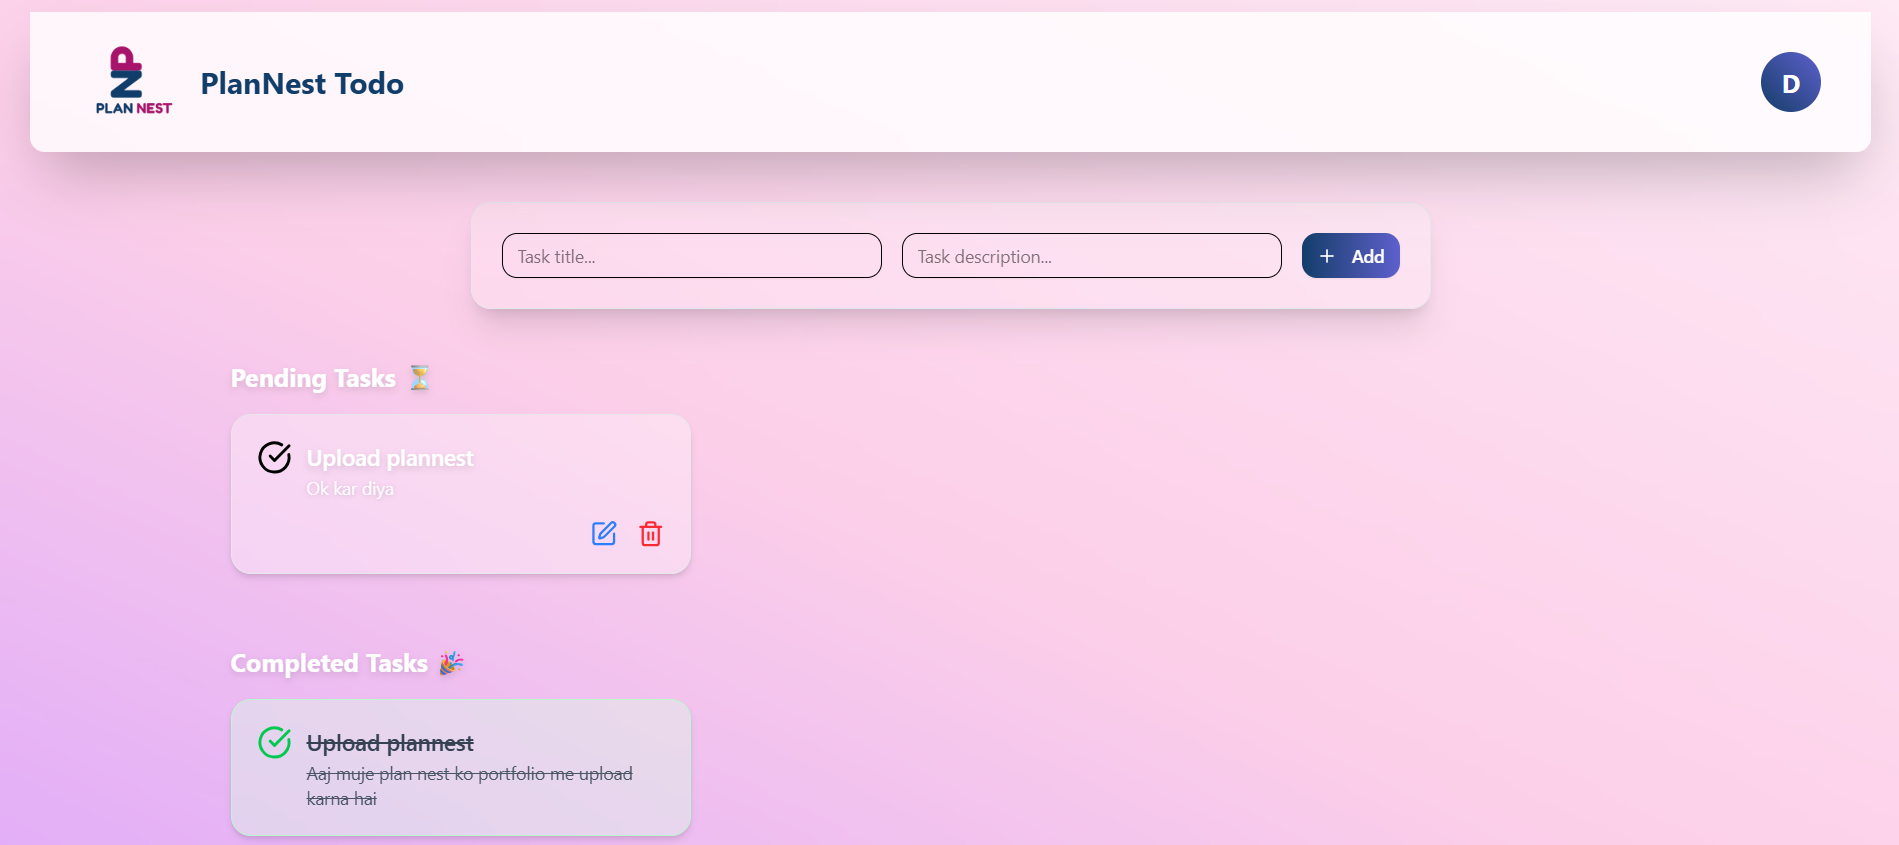 PNZ
PLAN NEST
PlanNest Todo
D
Task title...
Task description...
+ Add
Pending Tasks ⏳
Upload plannest
Ok kar diya
Completed Tasks 🎉
Upload plannest
Aaj muje plan nest ko portfolio me upload
karna hai